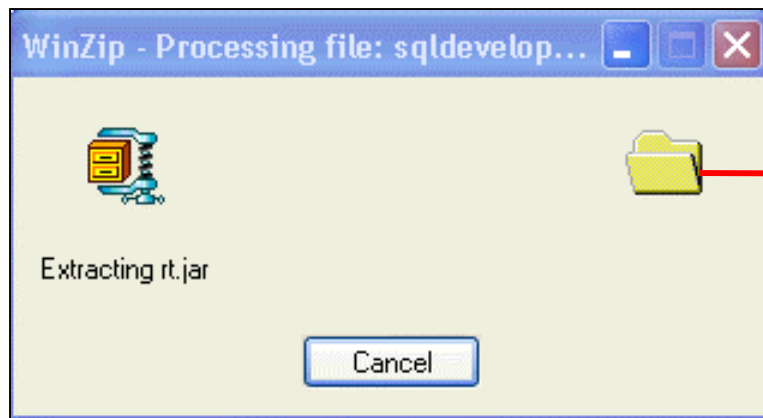 WinZip - Processing file: sqldevelop...
Extracting rt.jar
Cancel